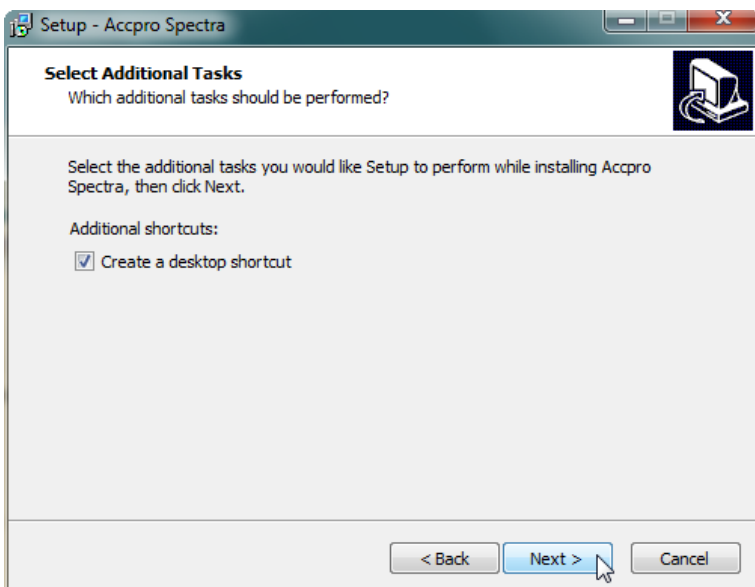 Setup - Accpro Spectra
Select Additional Tasks
Which additional tasks should be performed?
Select the additional tasks you would like Setup to perform while installing Accpro
Spectra, then click Next.
Additional shortcuts:
Create a desktop shortcut
< Back
Next >
Cancel